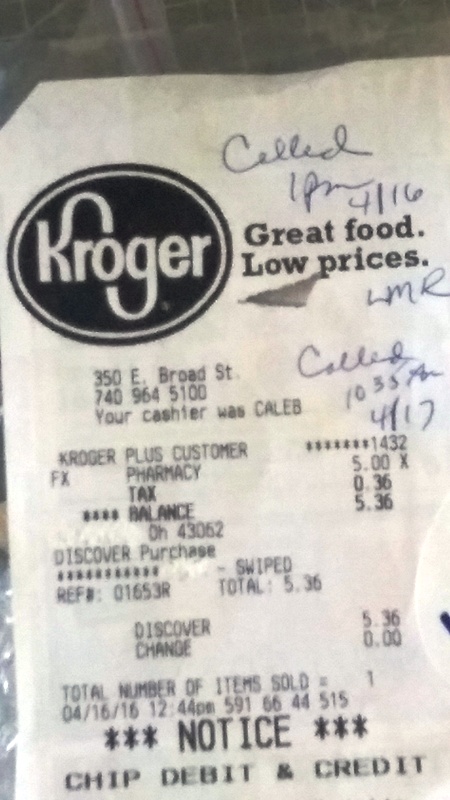 Called
1pm 4/16
Kroger
Great food.
Low prices.
LMR
Called
10 35 Am
4/17
350 E. Broad St.
740 964 5100
Your cashier was CALEB
KROGER PLUS CUSTOMER *******1432
FX PHARMACY 5.00 X
TAX 0.36
**** BALANCE 5.36
Oh 43062
DISCOVER Purchase
*********** - SWIPED
REF#: 01653R TOTAL: 5.36
DISCOVER 5.36
CHANGE 0.00
TOTAL NUMBER OF ITEMS SOLD = 1
04/16/16 12:44pm 591 66 44 515
*** NOTICE ***
CHIP DEBIT & CREDIT